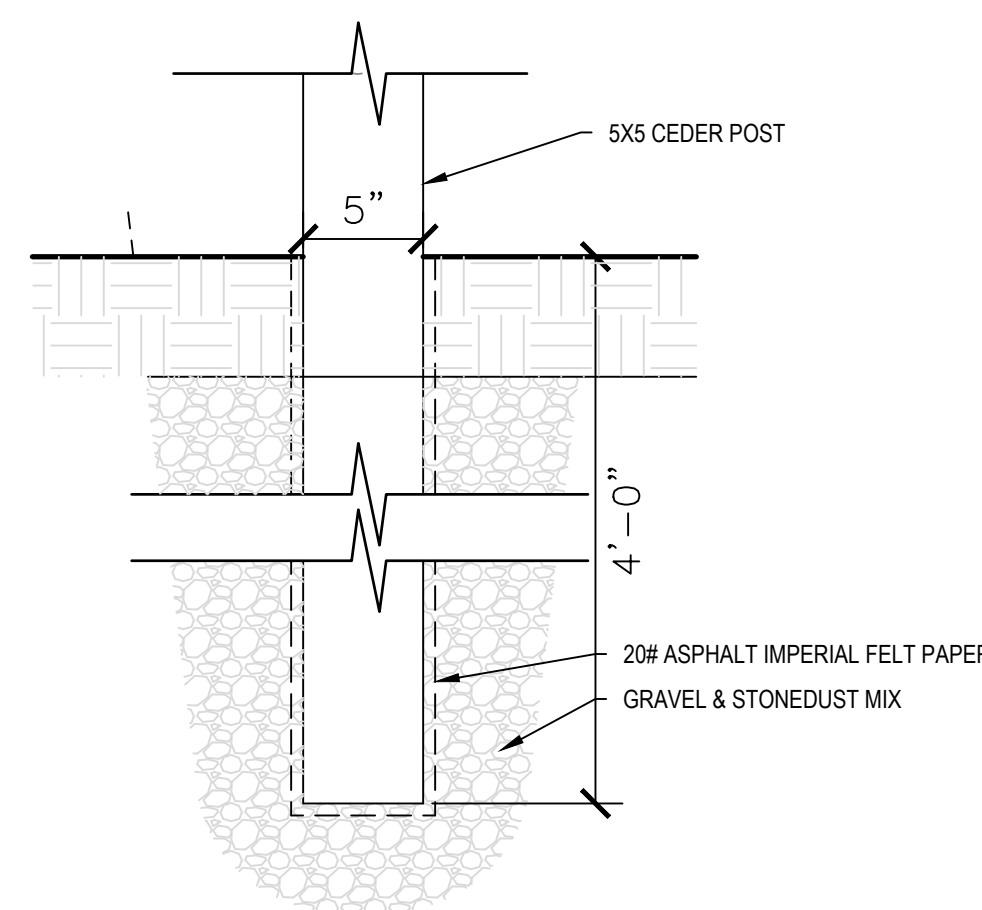 5X5 CEDER POST
5”
4’–0”
20# ASPHALT IMPERIAL FELT PAPER
GRAVEL & STONEDUST MIX